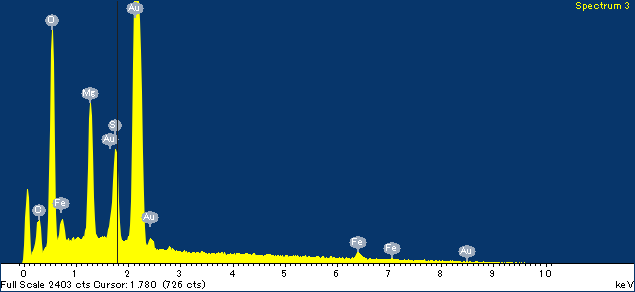 Spectrum 3
Au
O
Mg
S
Au
Fe
O
Au
Fe
Fe
Au
0 1 2 3 4 5 6 7 8 9 10
Full Scale 2403 cts Cursor: 1.780 (726 cts) keV